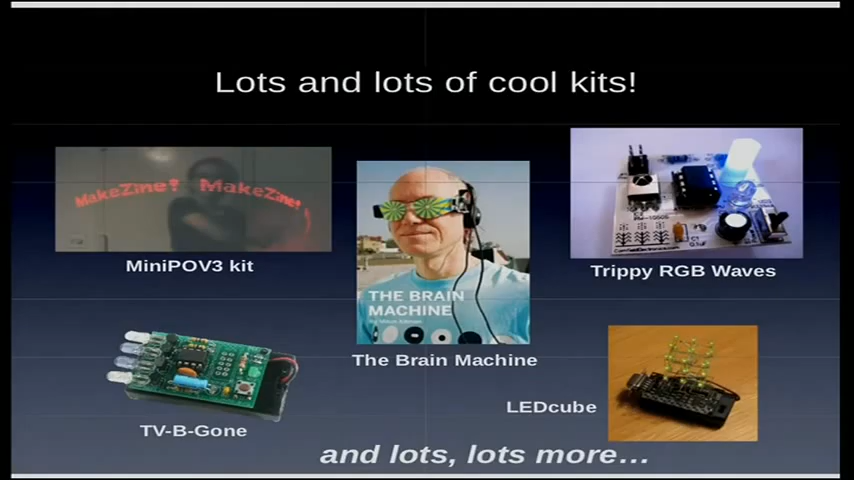 Lots and lots of cool kits!
MakeZine! MakeZine!
MiniPOV3 kit
THE BRAIN
MACHINE
The Brain Machine
Trippy RGB Waves
TV-B-Gone
LEDcube
and lots, lots more...